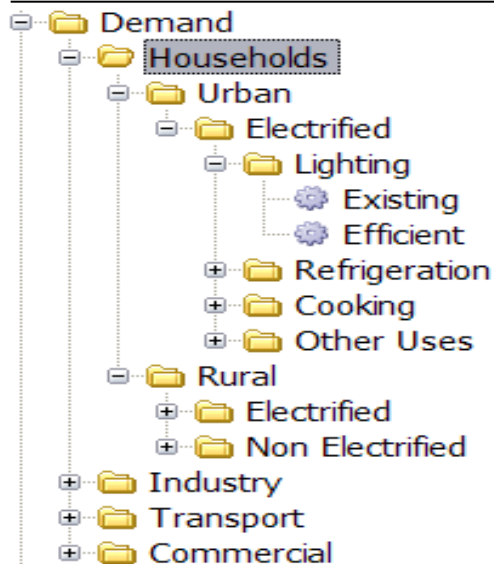 Demand
Households
Urban
Electrified
Lighting
Existing
Efficient
Refrigeration
Cooking
Other Uses
Rural
Electrified
Non Electrified
Industry
Transport
Commercial